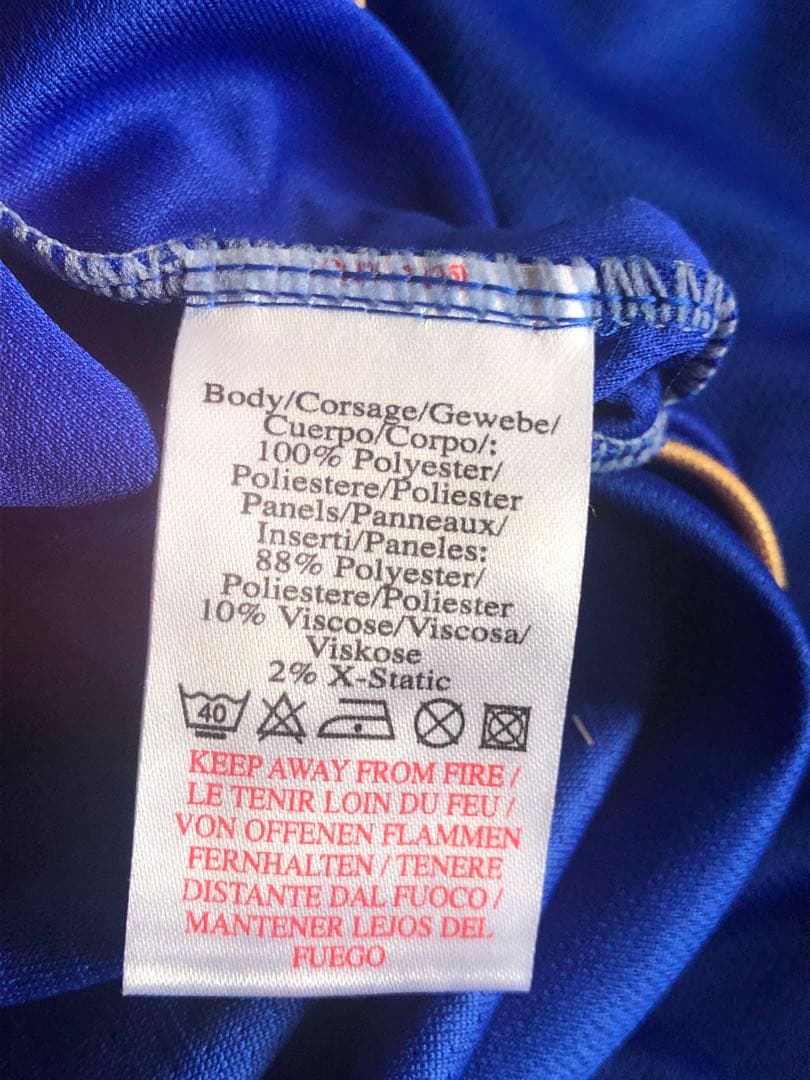 Body/Corsage/Gewebe/
Cuerpo/Corpo/:
100% Polyester/
Poliestere/Poliester
Panels/Panneaux/
Inserti/Paneles:
88% Polyester/
Poliestere/Poliester
10% Viscose/Viscosa/
Viskose
2% X-Static
40
KEEP AWAY FROM FIRE /
LE TENIR LOIN DU FEU /
VON OFFENEN FLAMMEN
FERNHALTEN / TENERE
DISTANTE DAL FUOCO /
MANTENER LEJOS DEL
FUEGO